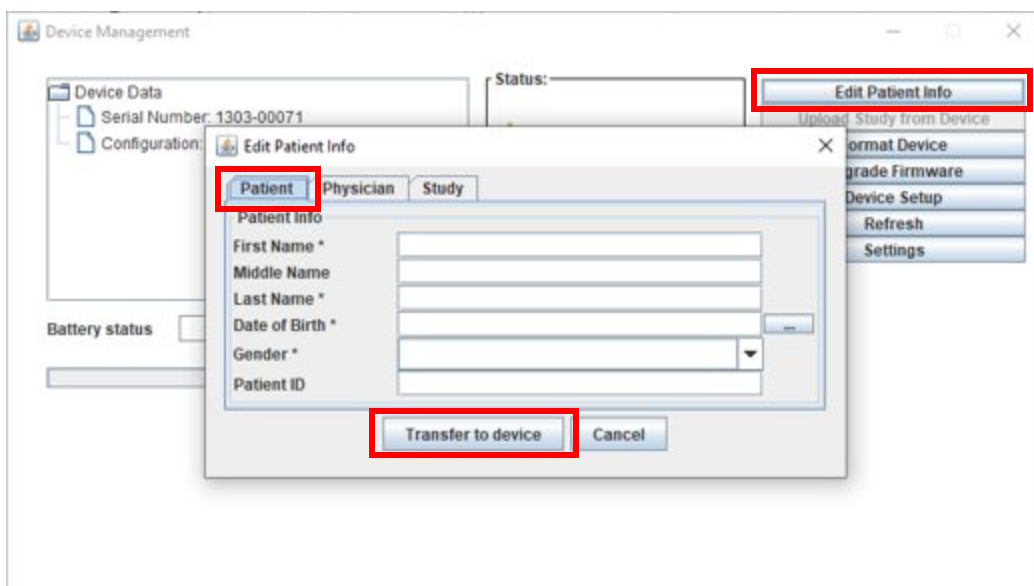 Device Management
Device Data
Serial Number: 1303-00071
Configuration:
Status:
Edit Patient Info
Upload Study from Device
ormat Device
grade Firmware
Device Setup
Refresh
Settings
Battery status
Edit Patient Info
Patient
Physician
Study
Patient Info
First Name *
Middle Name
Last Name *
Date of Birth *
...
Gender *
Patient ID
Transfer to device
Cancel